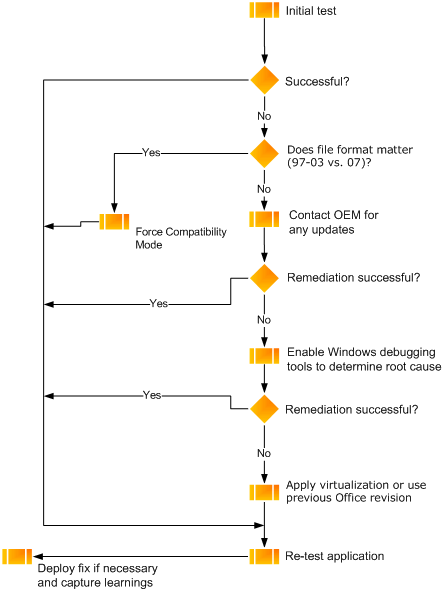 Initial test
Successful?
No
Does file format matter
(97-03 vs. 07)?
Yes
No
Force Compatibility
Mode
Contact OEM for
any updates
Remediation successful?
Yes
No
Enable Windows debugging
tools to determine root cause
Yes
Remediation successful?
No
Apply virtualization or use
previous Office revision
Re-test application
Deploy fix if necessary
and capture learnings